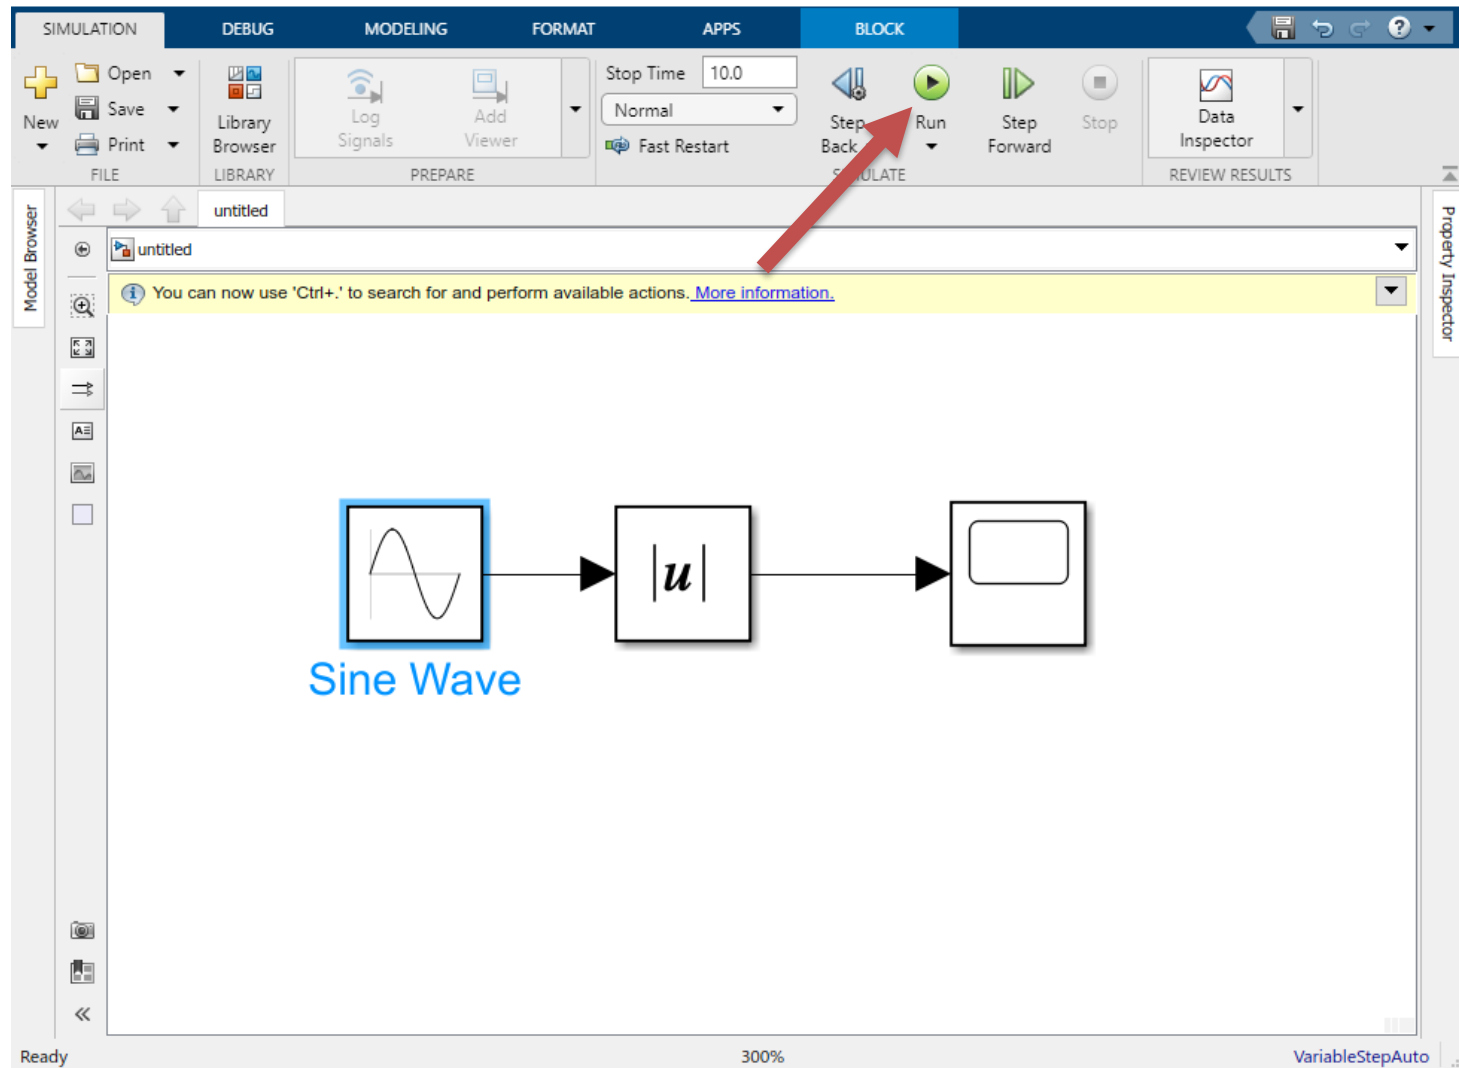 SIMULATION DEBUG MODELING FORMAT APPS BLOCK
New
Open
Save
Print
FILE
Library
Browser
LIBRARY
Log
Signals
Add
Viewer
PREPARE
Stop Time 10.0
Normal
Fast Restart
Step
Back
Run
Step
Forward
Stop
SIMULATE
Data
Inspector
REVIEW RESULTS
Model Browser
untitled
untitled
You can now use 'Ctrl+.' to search for and perform available actions. More information.
Property Inspector
|u|
Sine Wave
Ready 300% VariableStepAuto